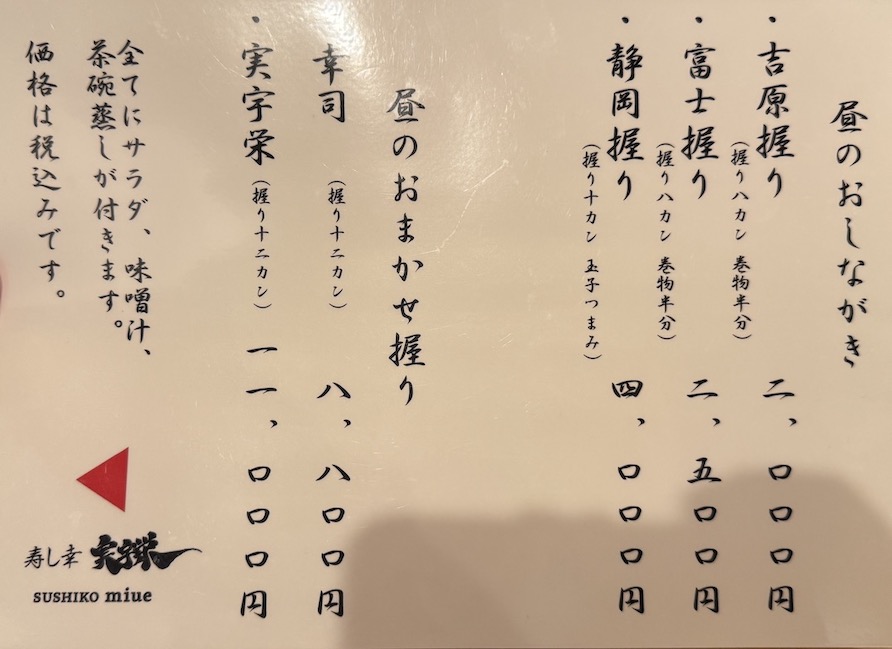 昼のおしながき
・吉原握り（握り八カン 巻物半分）二、〇〇〇円
・富士握り（握り八カン 巻物半分）二、五〇〇円
・静岡握り（握り十カン 玉子つまみ）四、〇〇〇円
昼のおまかせ握り
幸司（握り十二カン）八、八〇〇円
・実宇栄（握り十二カン）一一、〇〇〇円
全てにサラダ、味噌汁、
茶碗蒸しが付きます。
価格は税込みです。
寿し幸 実宇栄
SUSHIKO miue